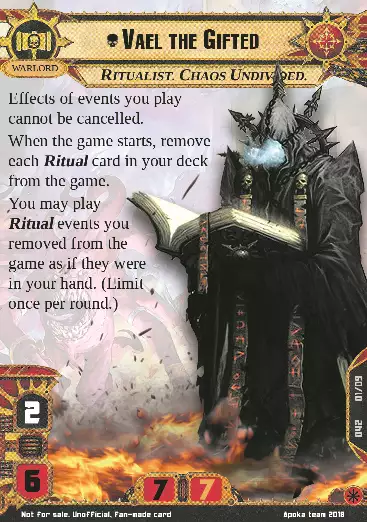 Vael the Gifted
WARLORD
Ritualist. Chaos Undivided.
Effects of events you play
cannot be cancelled.
When the game starts, remove
each Ritual card in your deck
from the game.
You may play
Ritual events you
removed from the
game as if they were
in your hand. (Limit
once per round.)
2
6
7 7
01/09
042
Not for sale. Unofficial. Fan-made card
Apoka team 2018